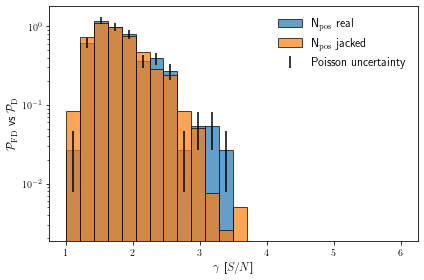 N_pos real
N_pos jacked
Poisson uncertainty
10^0
10^-1
10^-2
𝒫_FD vs 𝒫_D
1 2 3 4 5 6
γ [S/N]